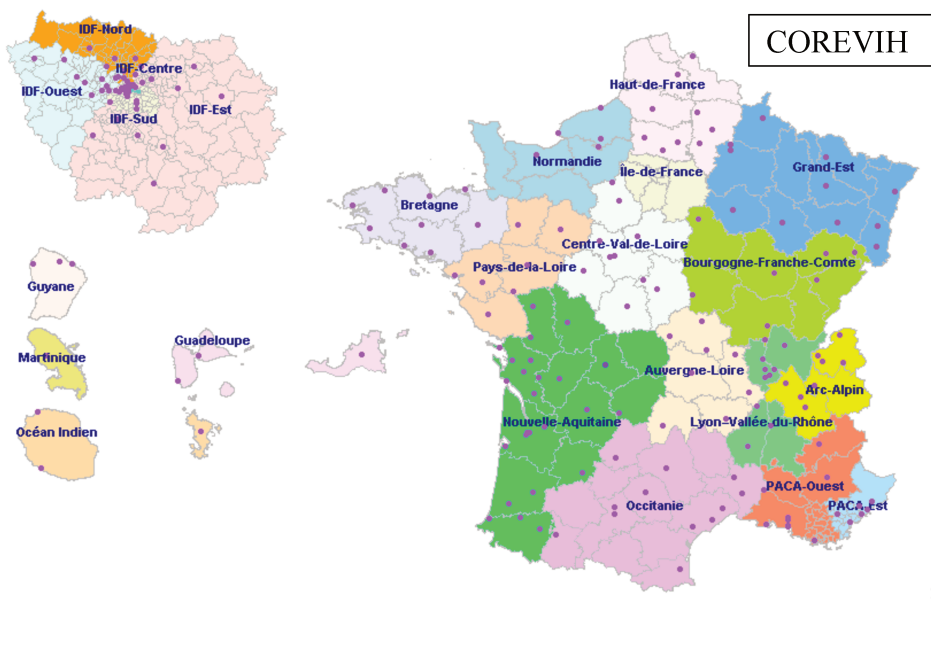 COREVIH
IDF-Nord
IDF-Centre
IDF-Ouest
IDF-Est
IDF-Sud
Haut-de-France
Normandie
Île-de-France
Grand-Est
Bretagne
Centre-Val-de-Loire
Pays-de-la-Loire
Bourgogne-Franche-Comte
Guyane
Martinique
Guadeloupe
Auvergne-Loire
Arc-Alpin
Océan Indien
Nouvelle-Aquitaine
Lyon-Vallée-du-Rhône
PACA-Ouest
Occitanie
PACA-Est